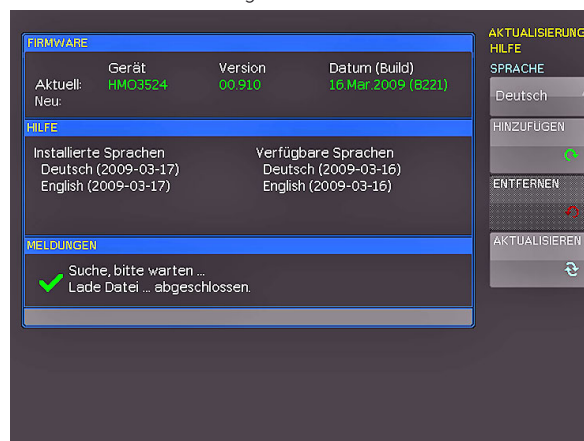 FIRMWARE
Gerät Version Datum (Build)
Aktuell: HMO3524 00.910 16.Mar.2009 (B221)
Neu:
HILFE
Installierte Sprachen Verfügbare Sprachen
Deutsch (2009-03-17) Deutsch (2009-03-16)
English (2009-03-17) English (2009-03-16)
MELDUNGEN
Suche, bitte warten ...
Lade Datei ... abgeschlossen.
AKTUALISIERUNG
HILFE
SPRACHE
Deutsch
HINZUFÜGEN
ENTFERNEN
AKTUALISIEREN